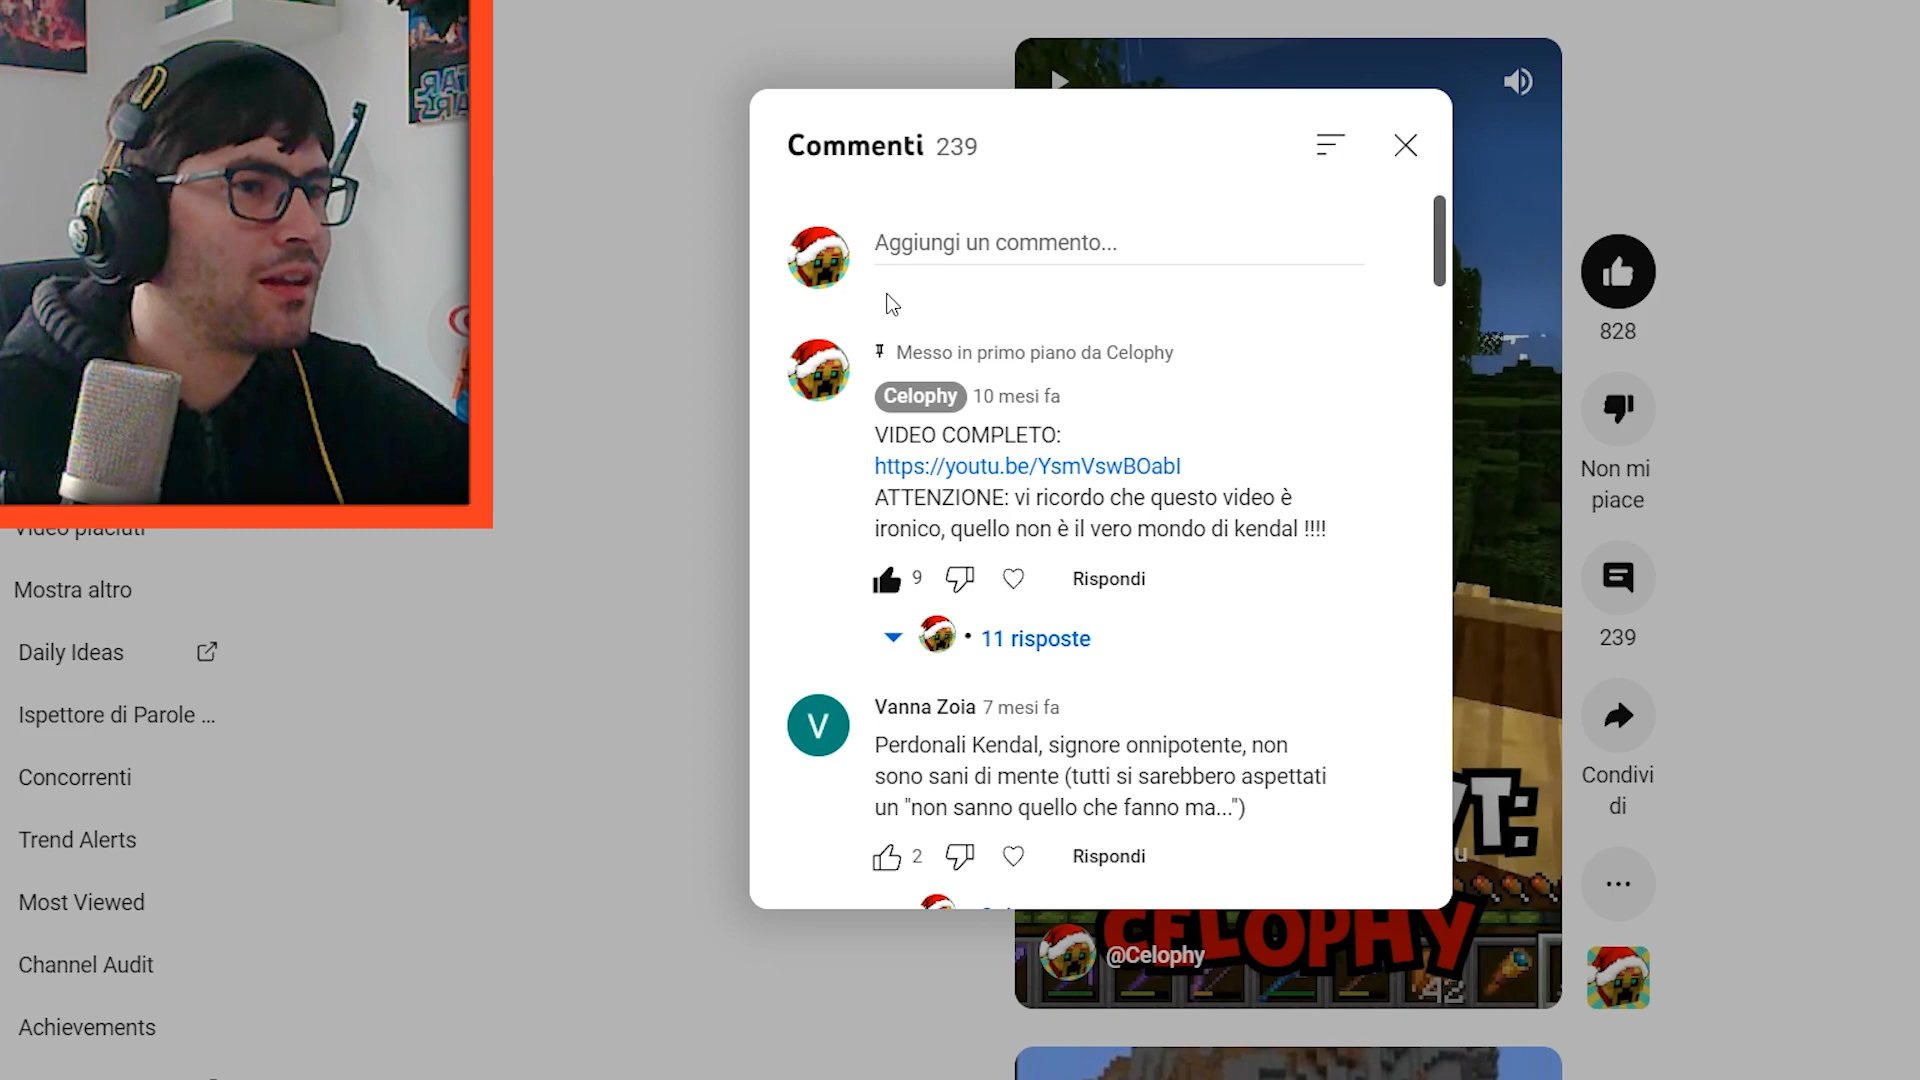 Commenti 239
Aggiungi un commento...
Messo in primo piano da Celophy
Celophy 10 mesi fa
VIDEO COMPLETO:
https://youtu.be/YsmVswBOabI
ATTENZIONE: vi ricordo che questo video è
ironico, quello non è il vero mondo di kendal !!!!
9 Rispondi
• 11 risposte
V
Vanna Zoia 7 mesi fa
Perdonali Kendal, signore onnipotente, non
sono sani di mente (tutti si sarebbero aspettati
un "non sanno quello che fanno ma...")
2 Rispondi
Video piaciuti
Mostra altro
Daily Ideas
Ispettore di Parole ...
Concorrenti
Trend Alerts
Most Viewed
Channel Audit
Achievements
828
Non mi
piace
239
Condivi
di
CELOPHY
@Celophy
42